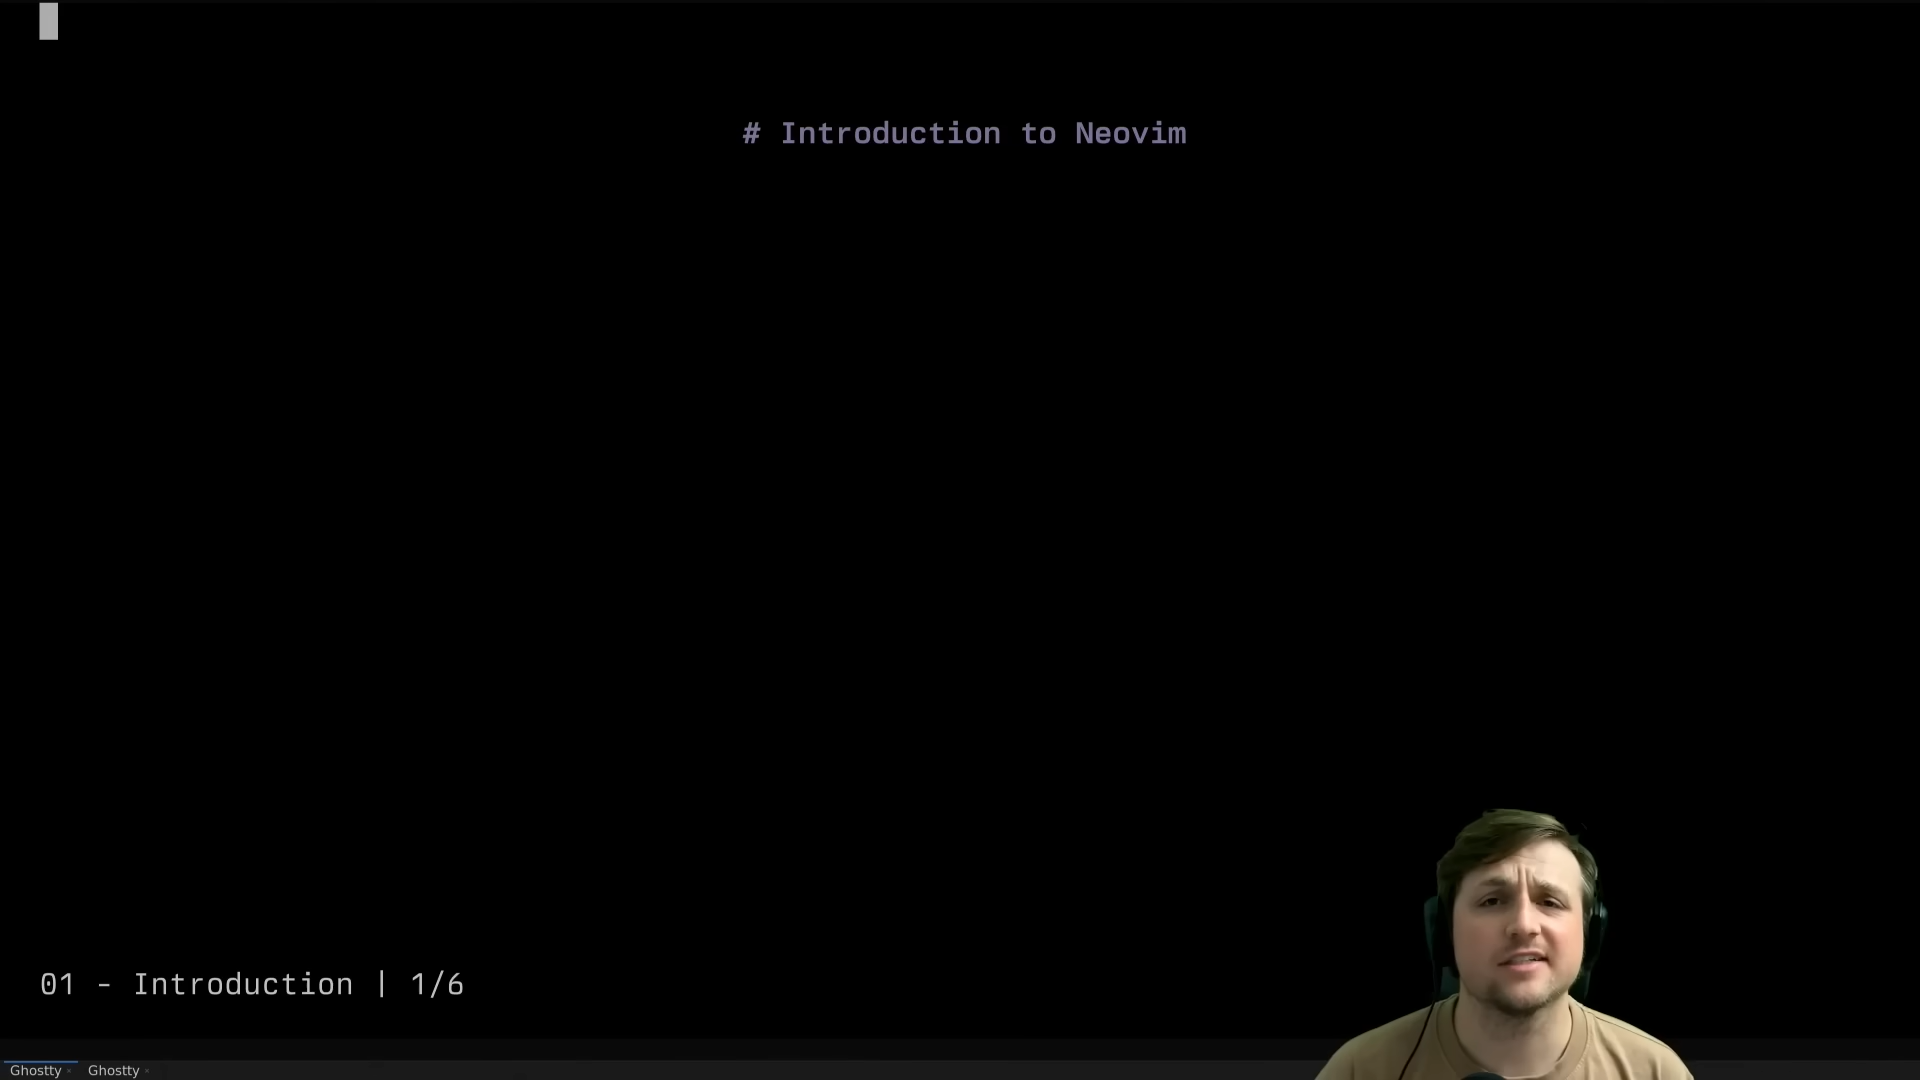 # Introduction to Neovim
01 - Introduction | 1/6
Ghostty Ghostty